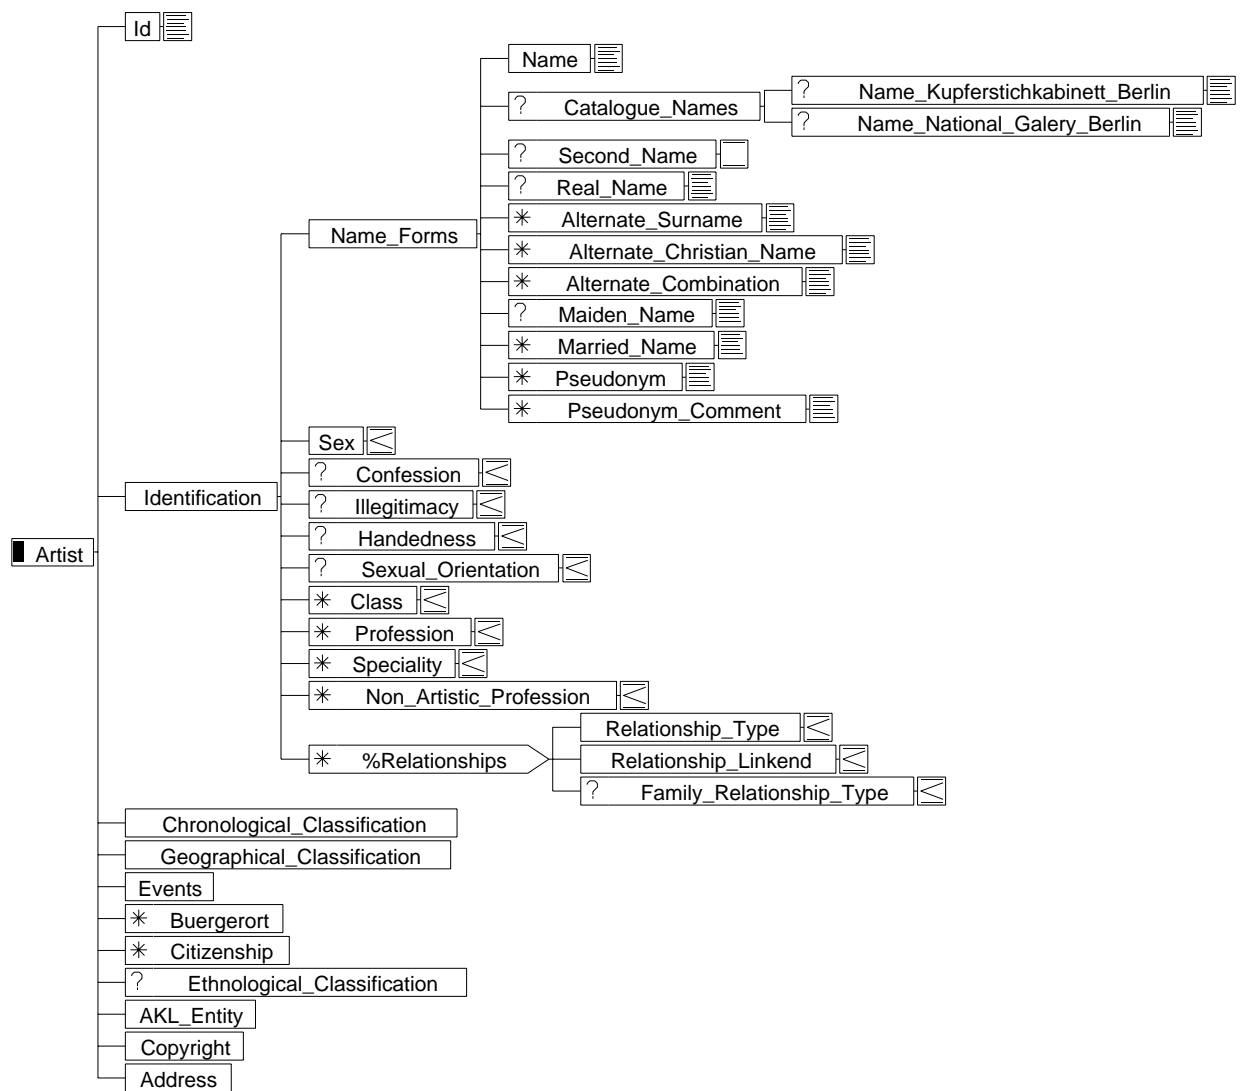 Id
Name
? Catalogue_Names
? Name_Kupferstichkabinett_Berlin
? Name_National_Galery_Berlin
? Second_Name
? Real_Name
* Alternate_Surname
Name_Forms
* Alternate_Christian_Name
* Alternate_Combination
? Maiden_Name
* Married_Name
* Pseudonym
* Pseudonym_Comment
Sex
? Confession
Identification
? Illegitimacy
? Handedness
Artist
? Sexual_Orientation
* Class
* Profession
* Speciality
* Non_Artistic_Profession
Relationship_Type
* %Relationships
Relationship_Linkend
? Family_Relationship_Type
Chronological_Classification
Geographical_Classification
Events
* Buergerort
* Citizenship
? Ethnological_Classification
AKL_Entity
Copyright
Address